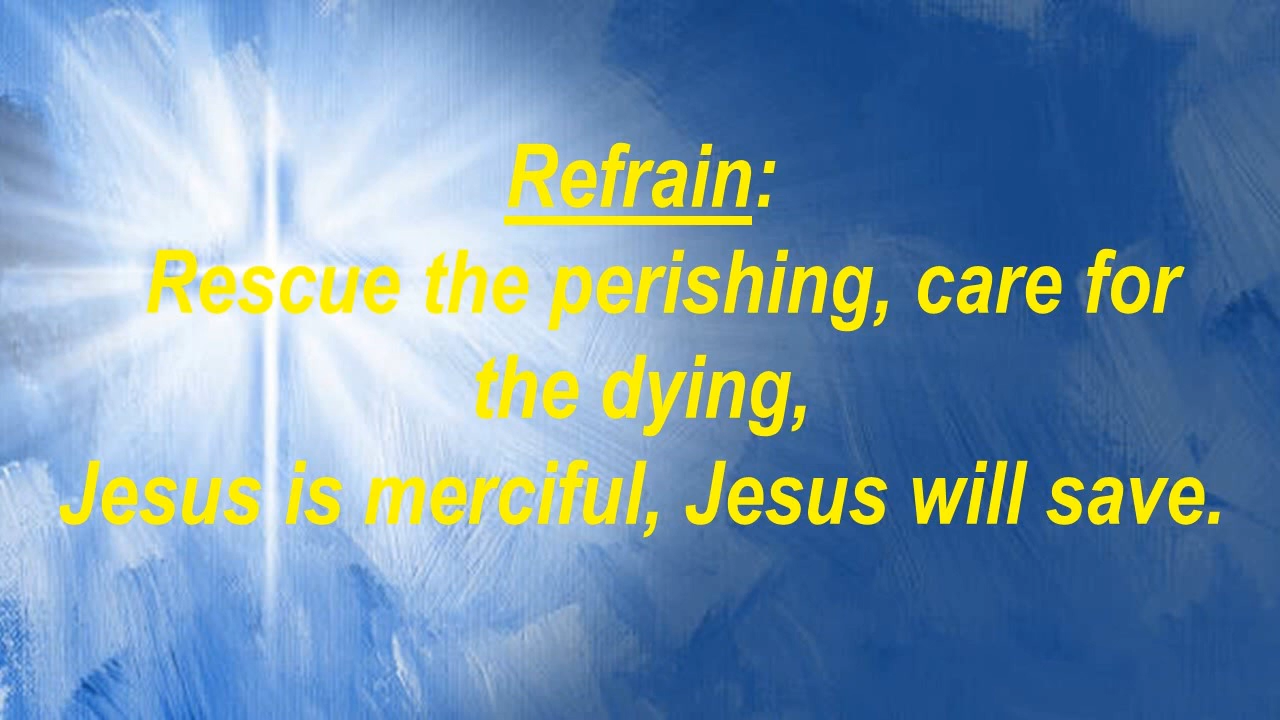 Refrain:
Rescue the perishing, care for
the dying,
Jesus is merciful, Jesus will save.